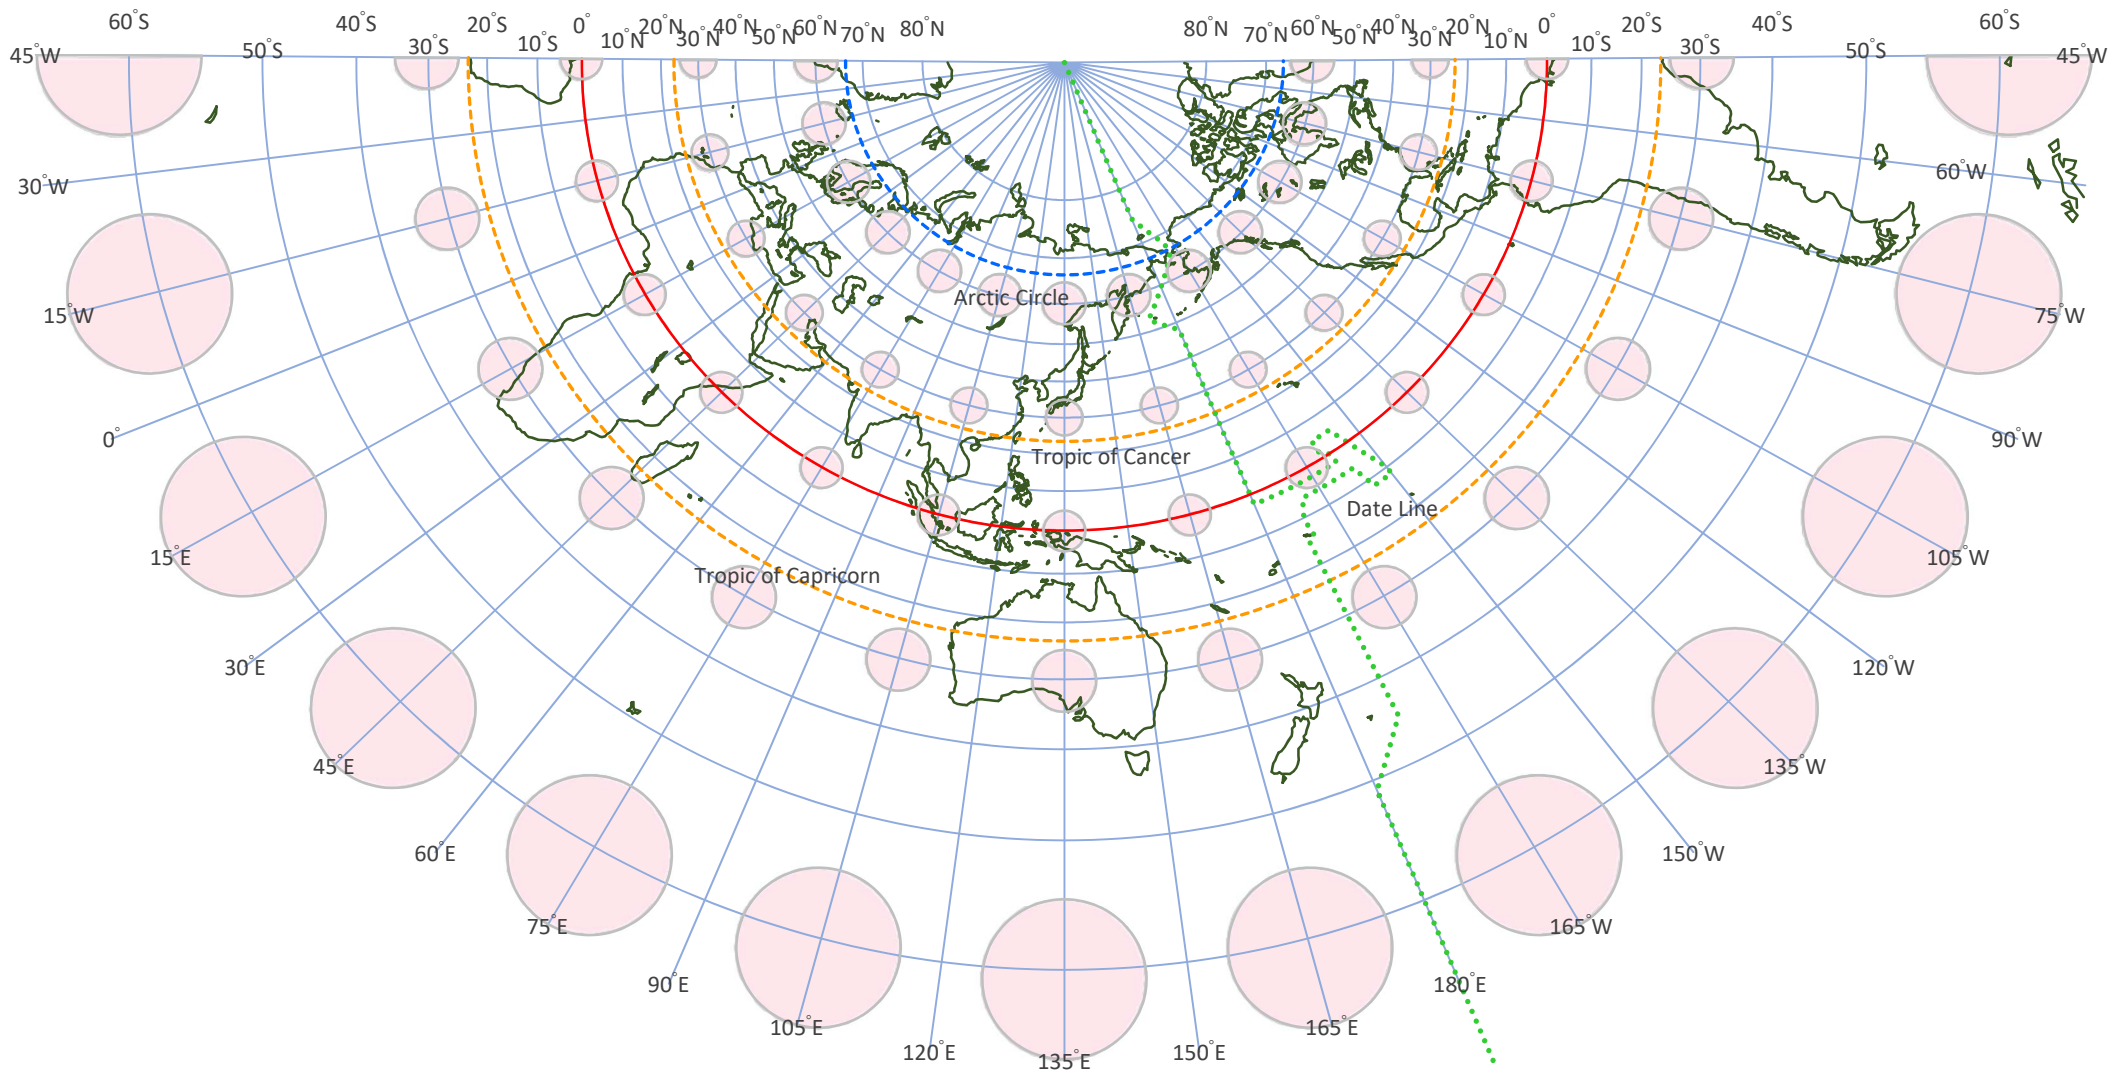 60°S
40°S
20°S
0°
20°N
40°N
60°N
80°N
80°N
60°N
40°N
20°N
0°
20°S
40°S
60°S
50°S
30°S
10°S
10°N
30°N
50°N
70°N
70°N
50°N
30°N
10°N
10°S
30°S
50°S
45°W
45°W
60°W
30°W
Arctic Circle
15°W
75°W
0°
90°W
Tropic of Cancer
Date Line
15°E
105°W
Tropic of Capricorn
30°E
120°W
45°E
135°W
60°E
150°W
75°E
165°W
90°E
180°E
105°E
165°E
120°E
135°E
150°E